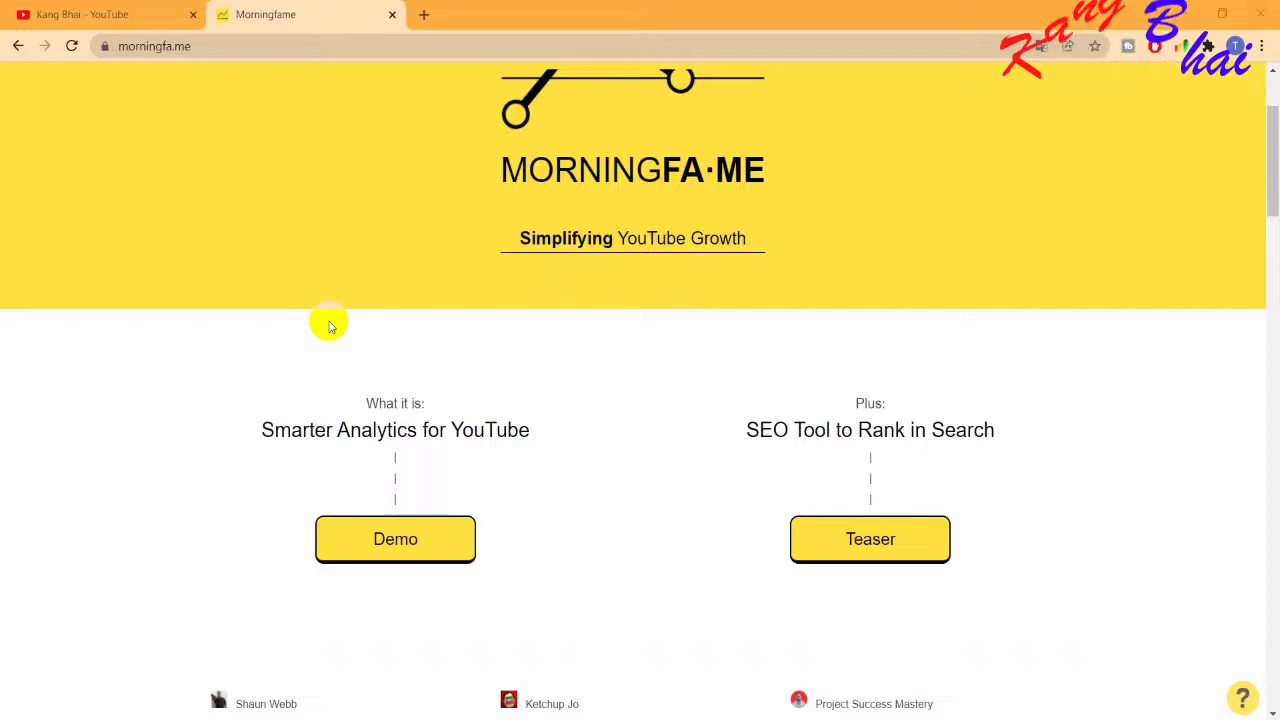 Kang Bhai - YouTube
Morningfame
morningfa.me
Kang Bhai
T
MORNINGFA·ME
Simplifying YouTube Growth
What it is:
Smarter Analytics for YouTube
Demo
Plus:
SEO Tool to Rank in Search
Teaser
Shaun Webb
Ketchup Jo
Project Success Mastery
?